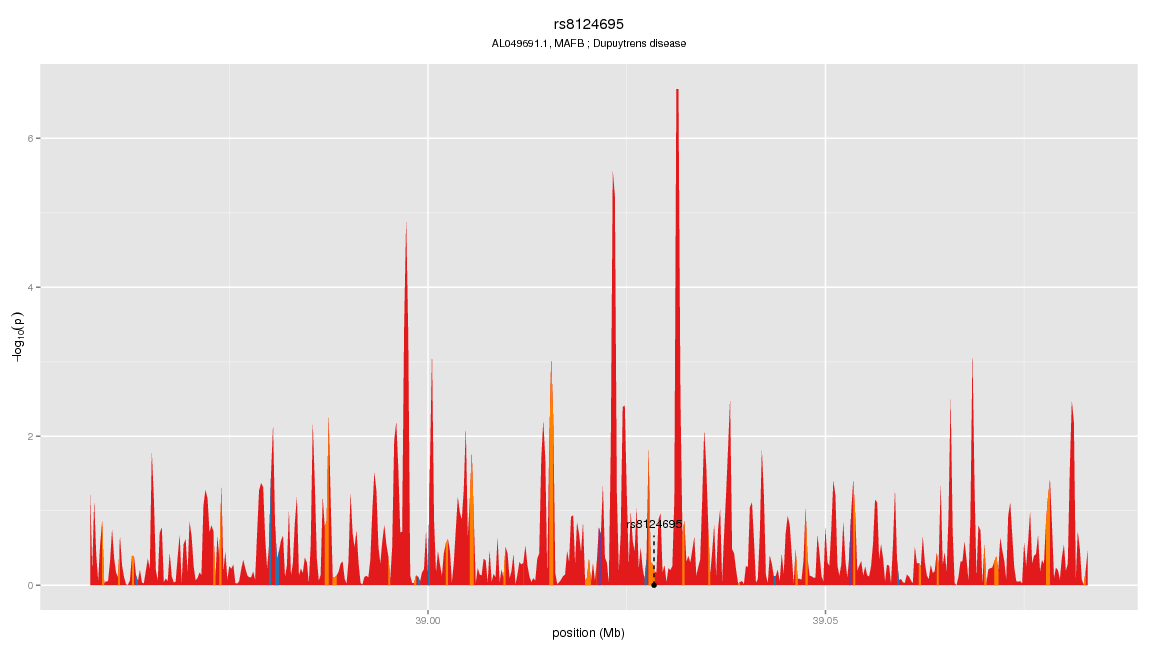 rs8124695
AL049691.1, MAFB ; Dupuytrens disease
6
4
2
0
−log10(p)
rs8124695
39.00
39.05
position (Mb)